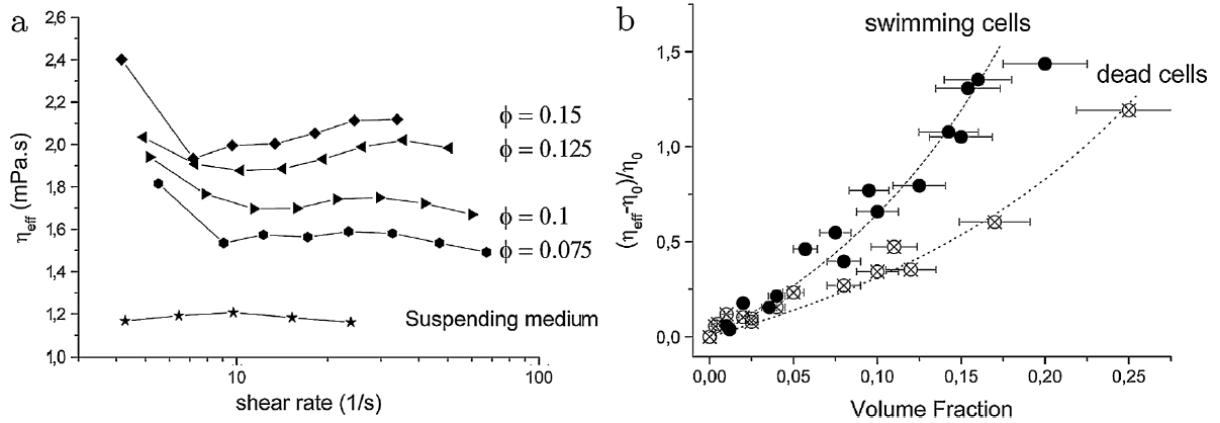 a
2,6
2,4
2,2
2,0
1,8
1,6
1,4
1,2
1,0
η_eff (mPa.s)
ϕ = 0.15
ϕ = 0.125
ϕ = 0.1
ϕ = 0.075
Suspending medium
10
100
shear rate (1/s)
b
swimming cells
dead cells
1,5
1,0
0,5
0,0
(η_eff-η_0)/η_0
0,00
0,05
0,10
0,15
0,20
0,25
Volume Fraction